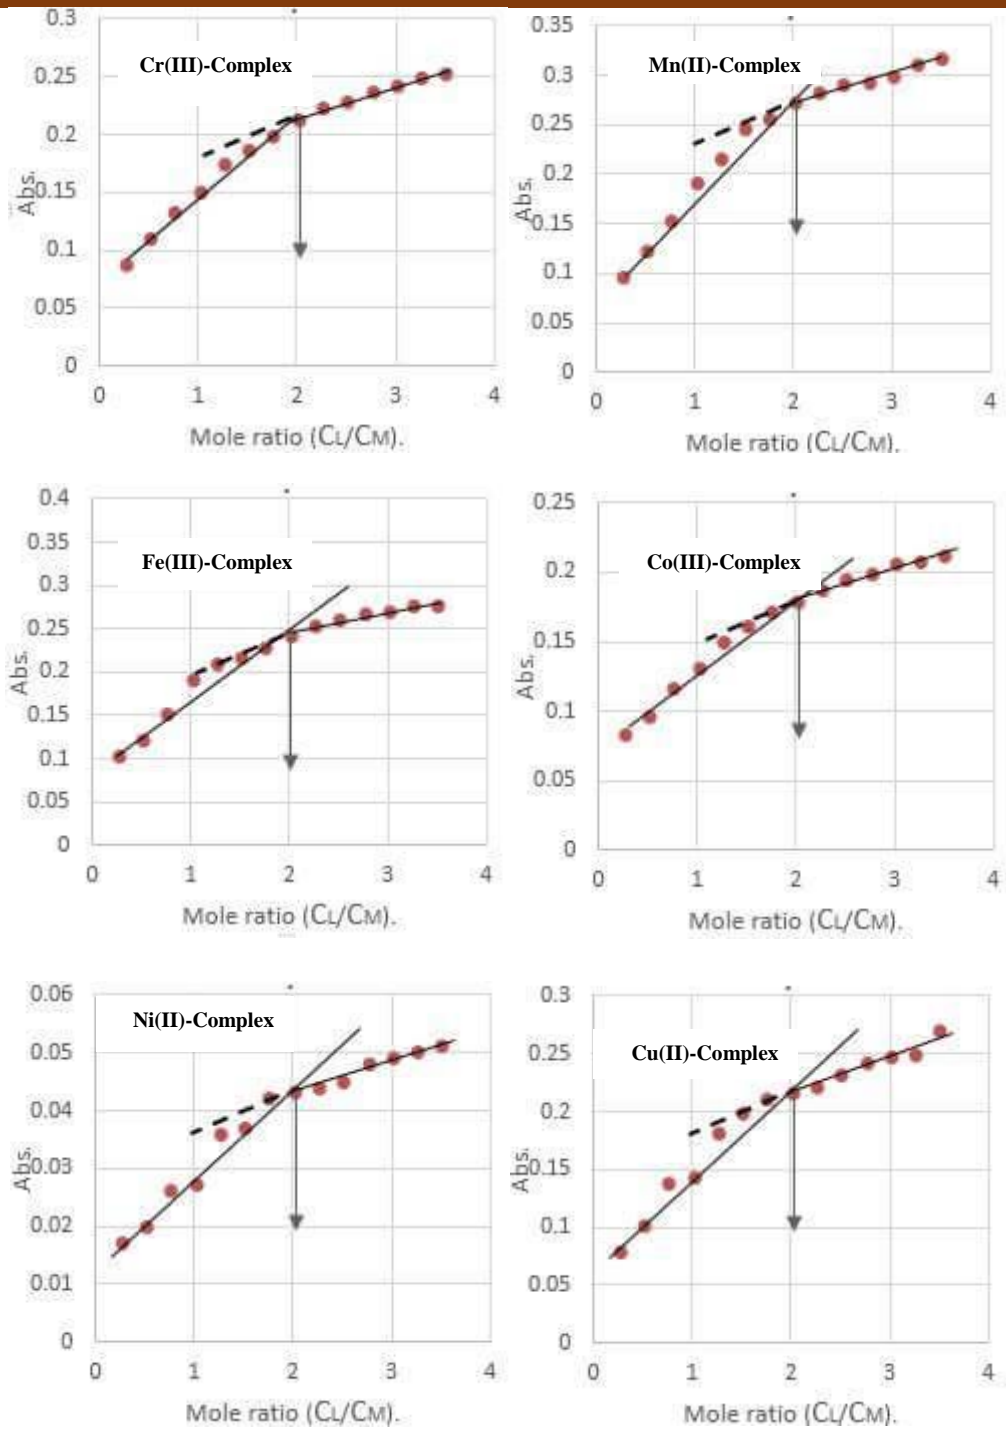 Cr(III)-Complex
0.3
0.25
0.2
0.15
0.1
0.05
0
Abs.
0 1 2 3 4
Mole ratio (CL/CM).
Mn(II)-Complex
0.35
0.3
0.25
0.2
0.15
0.1
0.05
0
Abs.
0 1 2 3 4
Mole ratio (CL/CM).
Fe(III)-Complex
0.4
0.35
0.3
0.25
0.2
0.15
0.1
0.05
0
Abs.
0 1 2 3 4
Mole ratio (CL/CM).
Co(III)-Complex
0.25
0.2
0.15
0.1
0.05
0
Abs.
0 1 2 3 4
Mole ratio (CL/CM).
Ni(II)-Complex
0.06
0.05
0.04
0.03
0.02
0.01
0
Abs.
0 1 2 3 4
Mole ratio (CL/CM).
Cu(II)-Complex
0.3
0.25
0.2
0.15
0.1
0.05
0
Abs.
0 1 2 3 4
Mole ratio (CL/CM).